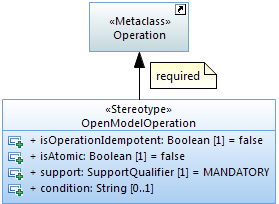 «Metaclass»
Operation
required
«Stereotype»
OpenModelOperation
+ isOperationIdempotent: Boolean [1] = false
+ isAtomic: Boolean [1] = false
+ support: SupportQualifier [1] = MANDATORY
+ condition: String [0..1]